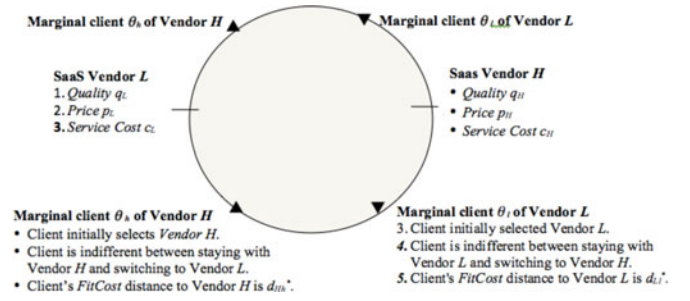 Marginal client θh of Vendor H
Marginal client θL of Vendor L
SaaS Vendor L
1. Quality qL
2. Price pL
3. Service Cost cL
Saas Vendor H
• Quality qH
• Price pH
• Service Cost cH
Marginal client θh of Vendor H
• Client initially selects Vendor H.
• Client is indifferent between staying with
Vendor H and switching to Vendor L.
• Client's FitCost distance to Vendor H is dHh*.
Marginal client θl of Vendor L
3. Client initially selected Vendor L.
4. Client is indifferent between staying with
Vendor L and switching to Vendor H.
5. Client's FitCost distance to Vendor L is dLl*.